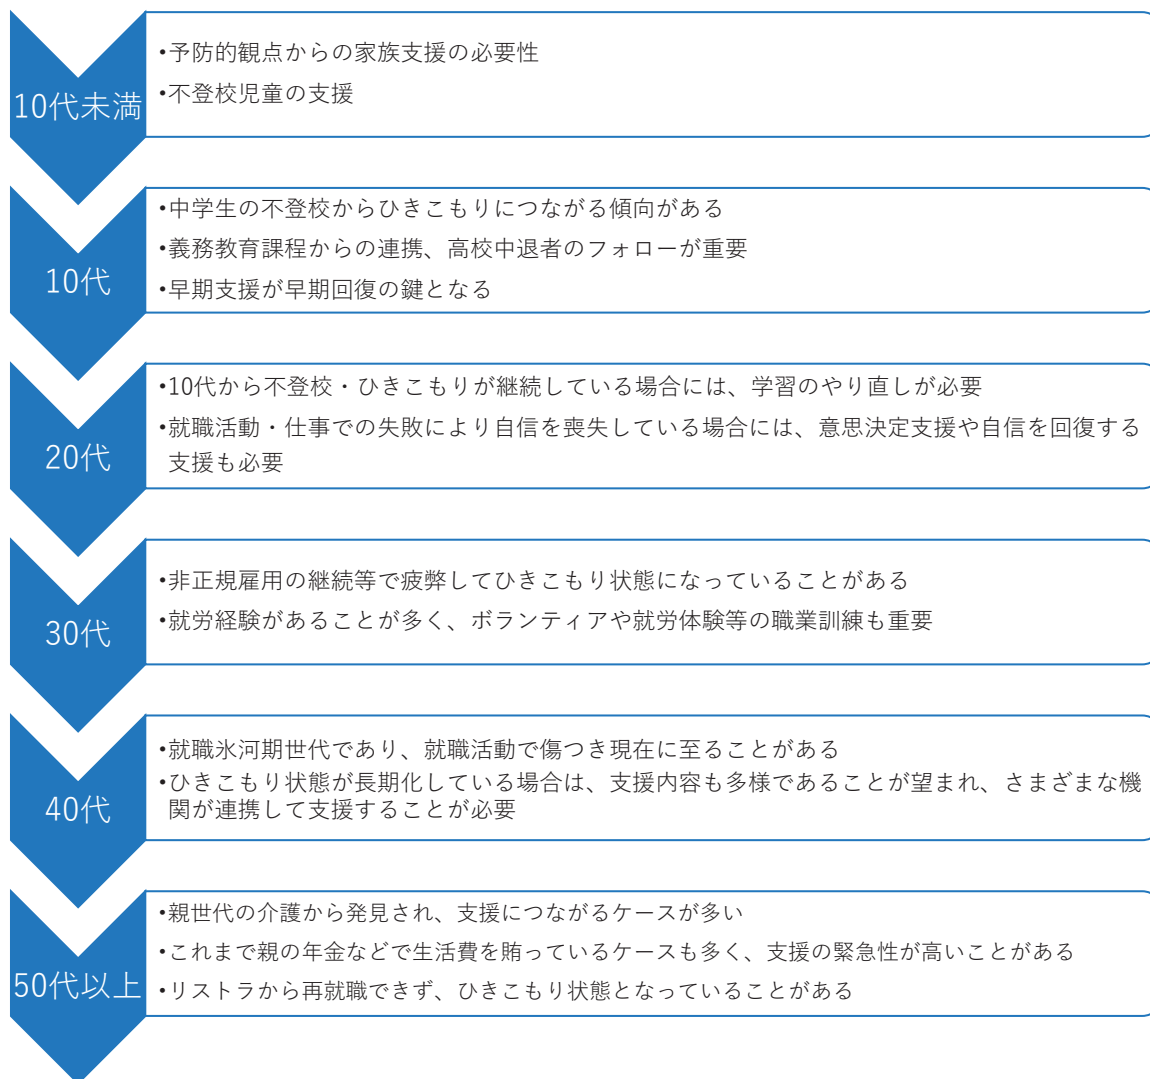 10代未満
•予防的観点からの家族支援の必要性
•不登校児童の支援
10代
•中学生の不登校からひきこもりにつながる傾向がある
•義務教育課程からの連携、高校中退者のフォローが重要
•早期支援が早期回復の鍵となる
20代
•10代から不登校・ひきこもりが継続している場合には、学習のやり直しが必要
•就職活動・仕事での失敗により自信を喪失している場合には、意思決定支援や自信を回復する
支援も必要
30代
•非正規雇用の継続等で疲弊してひきこもり状態になっていることがある
•就労経験があることが多く、ボランティアや就労体験等の職業訓練も重要
40代
•就職氷河期世代であり、就職活動で傷つき現在に至ることがある
•ひきこもり状態が長期化している場合は、支援内容も多様であることが望まれ、さまざまな機
関が連携して支援することが必要
50代以上
•親世代の介護から発見され、支援につながるケースが多い
•これまで親の年金などで生活費を賄っているケースも多く、支援の緊急性が高いことがある
•リストラから再就職できず、ひきこもり状態となっていることがある